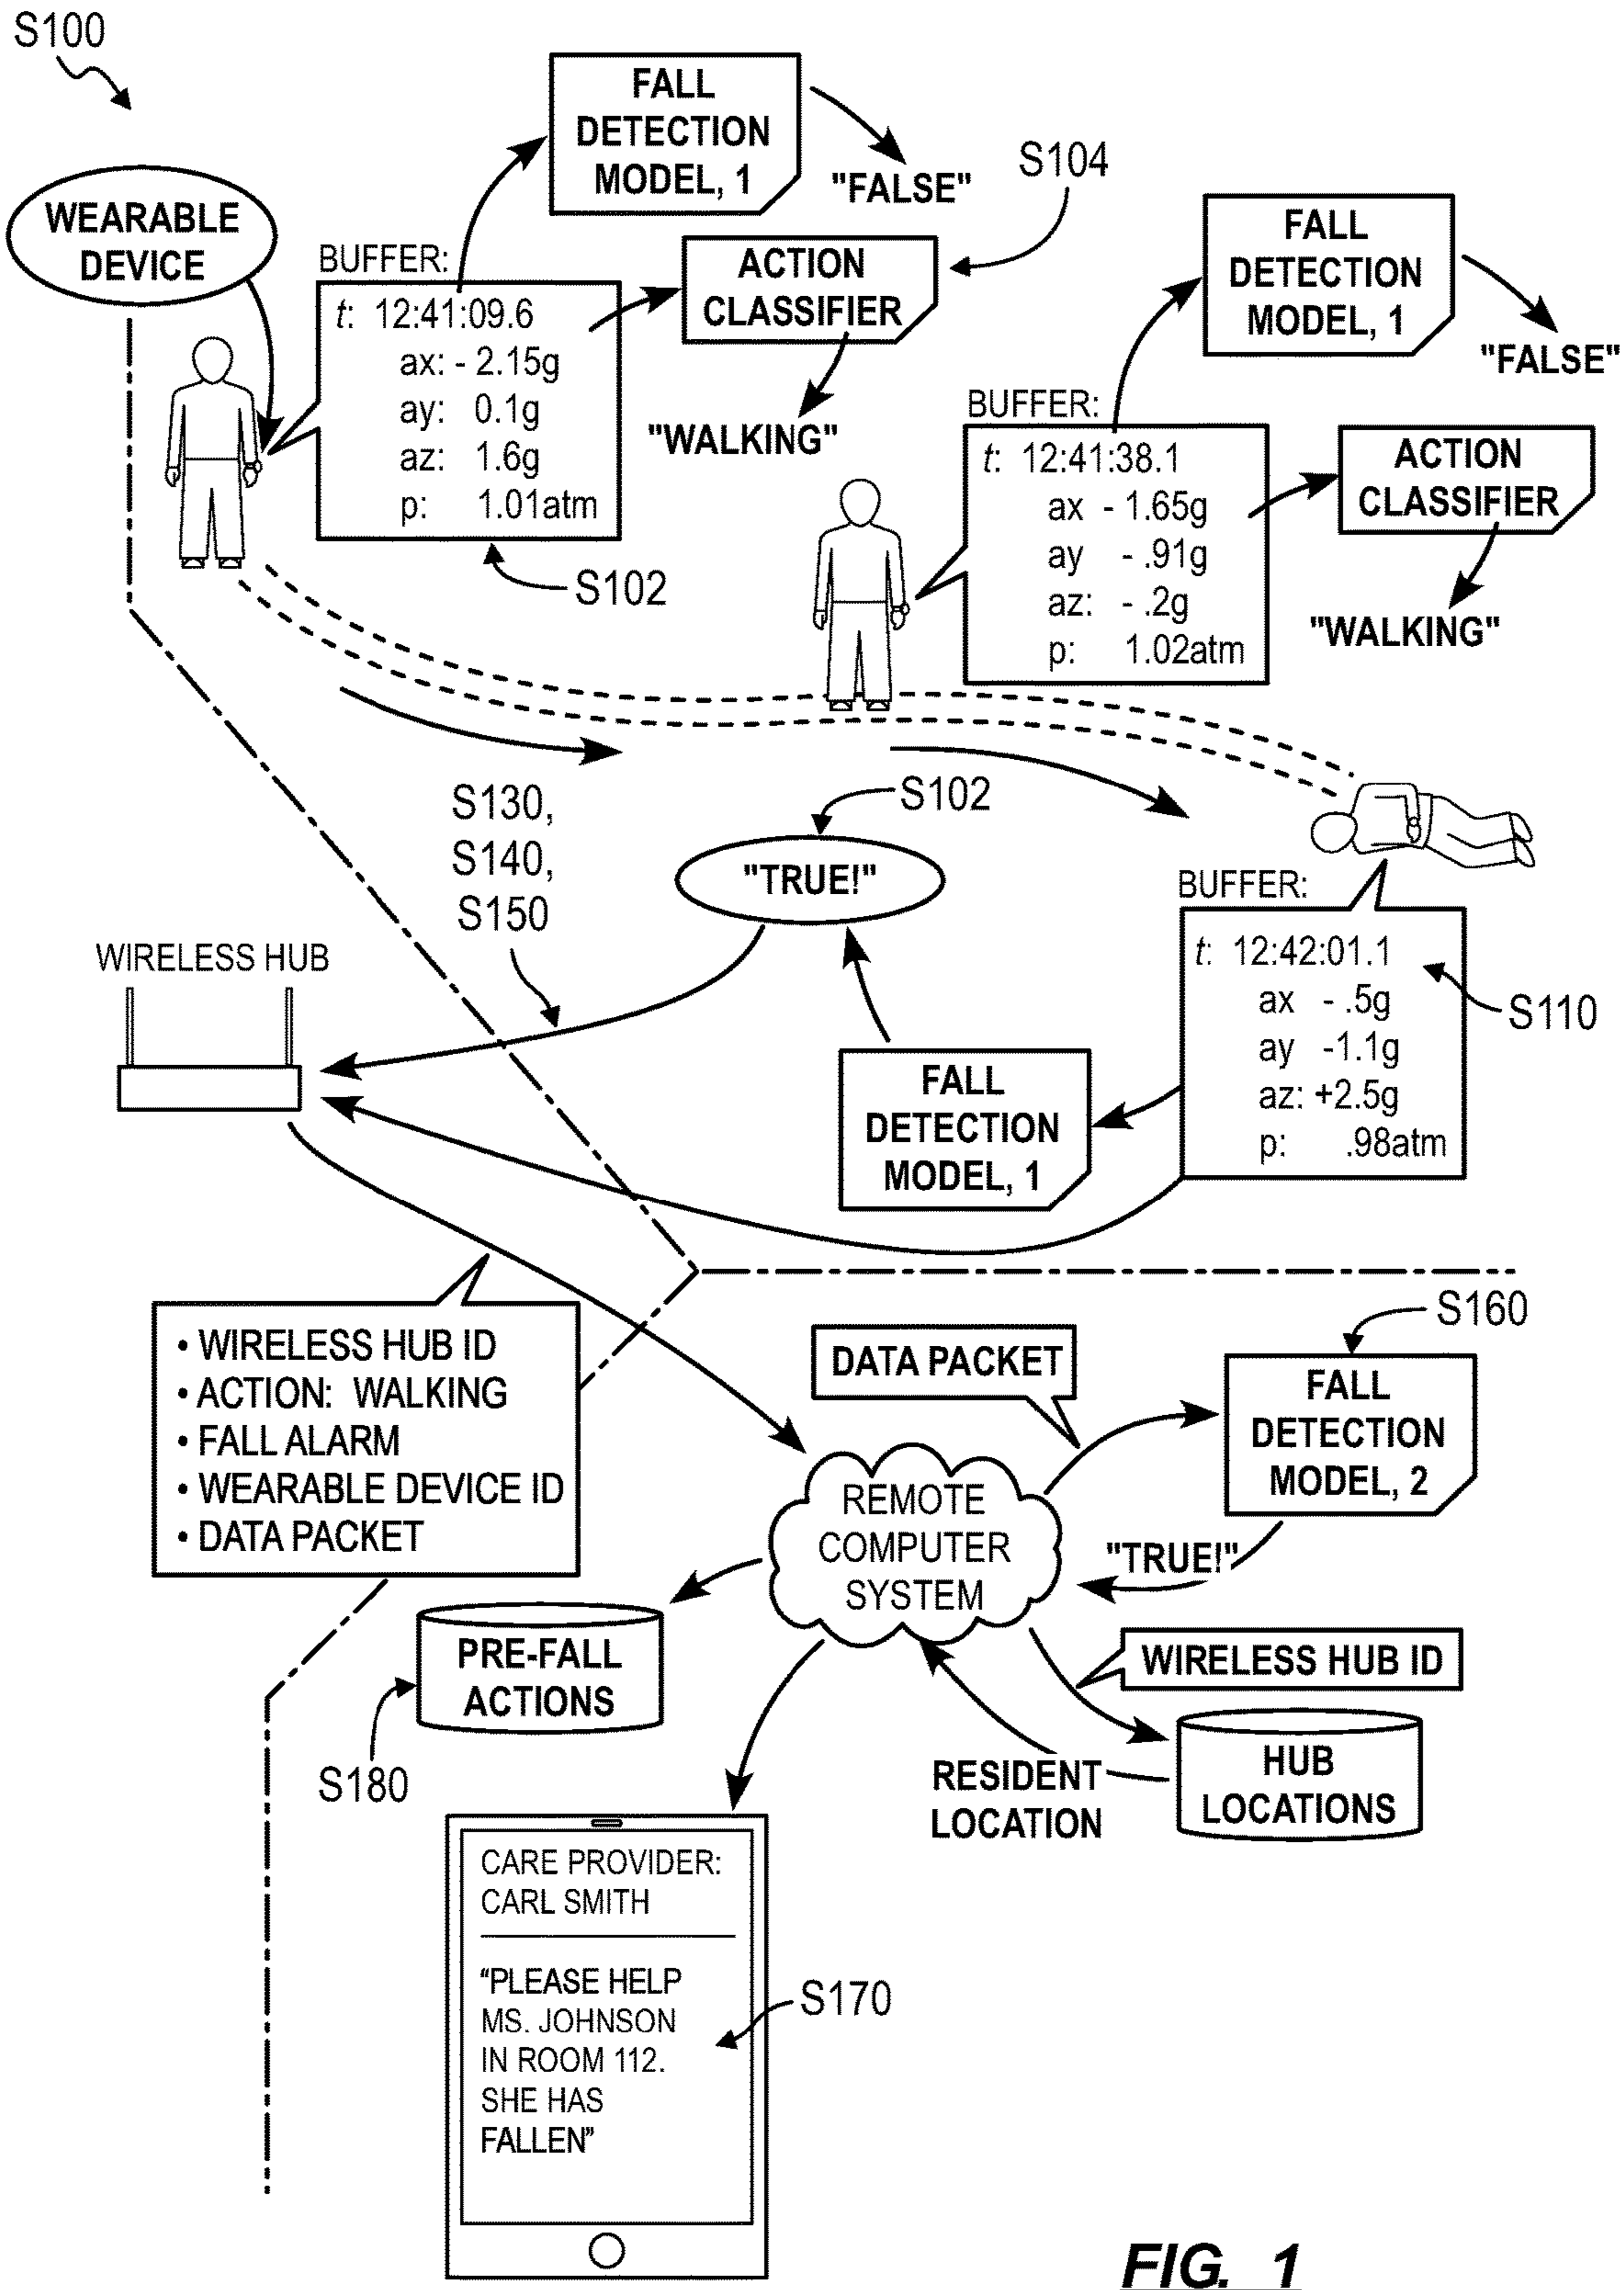 S100
FALL
DETECTION
MODEL, 1
"FALSE"
S104
WEARABLE
DEVICE
BUFFER:
t: 12:41:09.6
ax: - 2.15g
ay: 0.1g
az: 1.6g
p: 1.01atm
ACTION
CLASSIFIER
"WALKING"
S102
FALL
DETECTION
MODEL, 1
"FALSE"
BUFFER:
t: 12:41:38.1
ax - 1.65g
ay - .91g
az: - .2g
p: 1.02atm
ACTION
CLASSIFIER
"WALKING"
S130,
S140,
S150
S102
"TRUE!"
BUFFER:
t: 12:42:01.1
ax - .5g
ay -1.1g
az: +2.5g
p: .98atm
S110
WIRELESS HUB
FALL
DETECTION
MODEL, 1
• WIRELESS HUB ID
• ACTION: WALKING
• FALL ALARM
• WEARABLE DEVICE ID
• DATA PACKET
DATA PACKET
S160
FALL
DETECTION
MODEL, 2
REMOTE
COMPUTER
SYSTEM
"TRUE!"
PRE-FALL
ACTIONS
S180
WIRELESS HUB ID
HUB
LOCATIONS
RESIDENT
LOCATION
CARE PROVIDER:
CARL SMITH
“PLEASE HELP
MS. JOHNSON
IN ROOM 112.
SHE HAS
FALLEN”
S170
FIG. 1